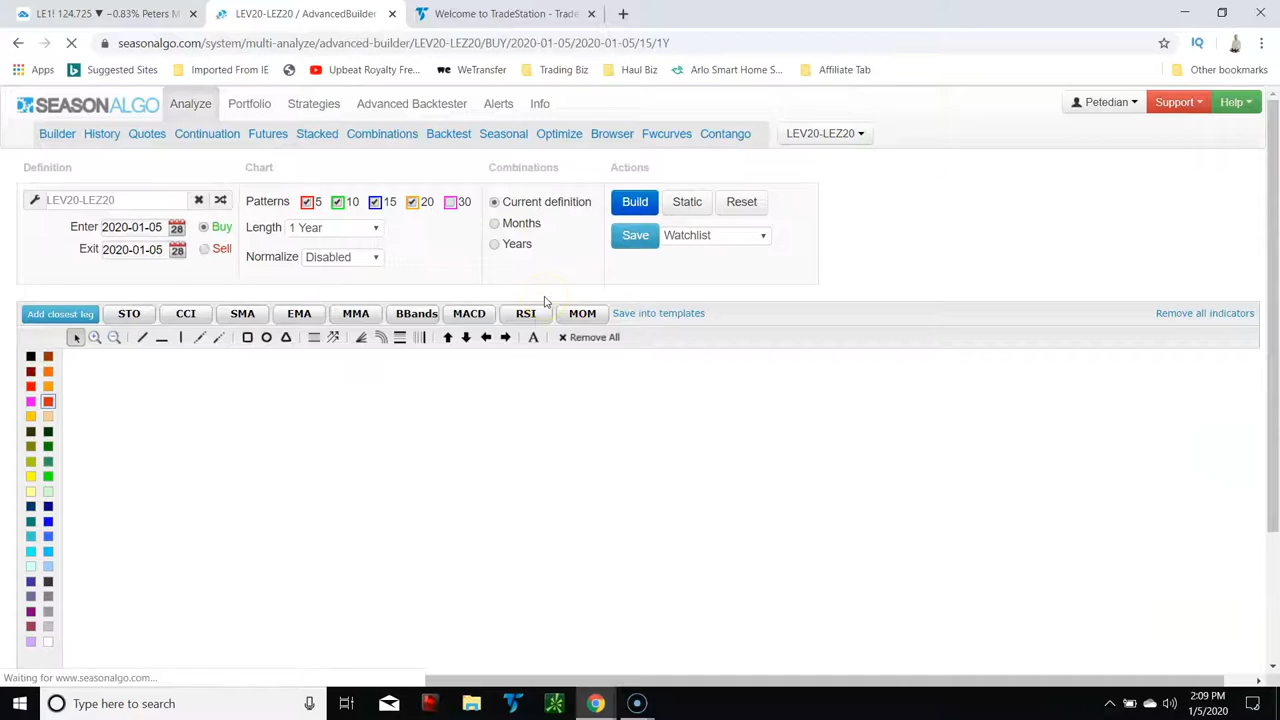 LE1! 124.725 ▼ −0.83% Peters M
LEV20-LEZ20 / AdvancedBuilder
Welcome to TradeStation - Trade
seasonalgo.com/system/multi-analyze/advanced-builder/LEV20-LEZ20/BUY/2020-01-05/2020-01-05/15/1Y
Apps Suggested Sites Imported From IE Upbeat Royalty Fre... WeTransfer Trading Biz Haul Biz Arlo Smart Home S... Affiliate Tab Other bookmarks
SEASONALGO Analyze Portfolio Strategies Advanced Backtester Alerts Info Petedian Support Help
Builder History Quotes Continuation Futures Stacked Combinations Backtest Seasonal Optimize Browser Fwcurves Contango LEV20-LEZ20
Definition Chart Combinations Actions
LEV20-LEZ20 Patterns 5 10 15 20 30 Current definition Build Static Reset
Enter 2020-01-05 28 Buy Length 1 Year Months
Save Watchlist
Exit 2020-01-05 28 Sell Normalize Disabled Years
Add closest leg STO CCI SMA EMA MMA BBands MACD RSI MOM Save into templates Remove all indicators
A Remove All
Waiting for www.seasonalgo.com...
Type here to search
2:09 PM
1/5/2020